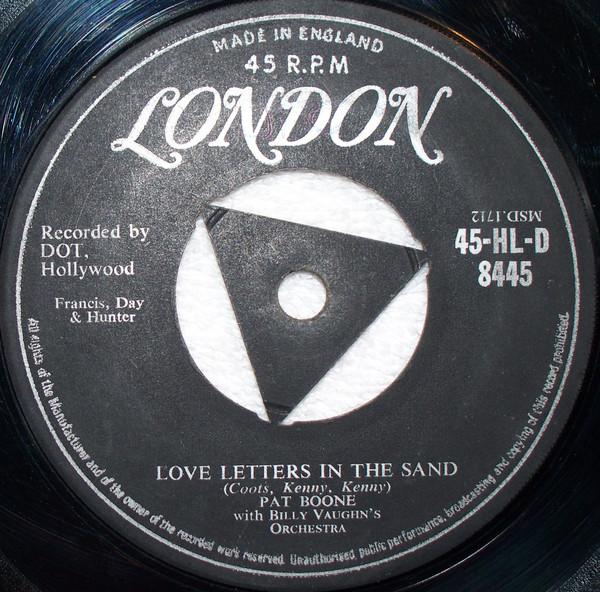 MADE IN ENGLAND
45 R.P.M
LONDON
Recorded by
DOT,
Hollywood
Francis, Day
& Hunter
MSD.1712
45-HL-D
8445
LOVE LETTERS IN THE SAND
(Coots, Kenny, Kenny)
PAT BOONE
with BILLY VAUGHN'S
ORCHESTRA
All rights of the Manufacturer and of the owner of the recorded work reserved. Unauthorised public performance, broadcasting and copying of this record prohibited.